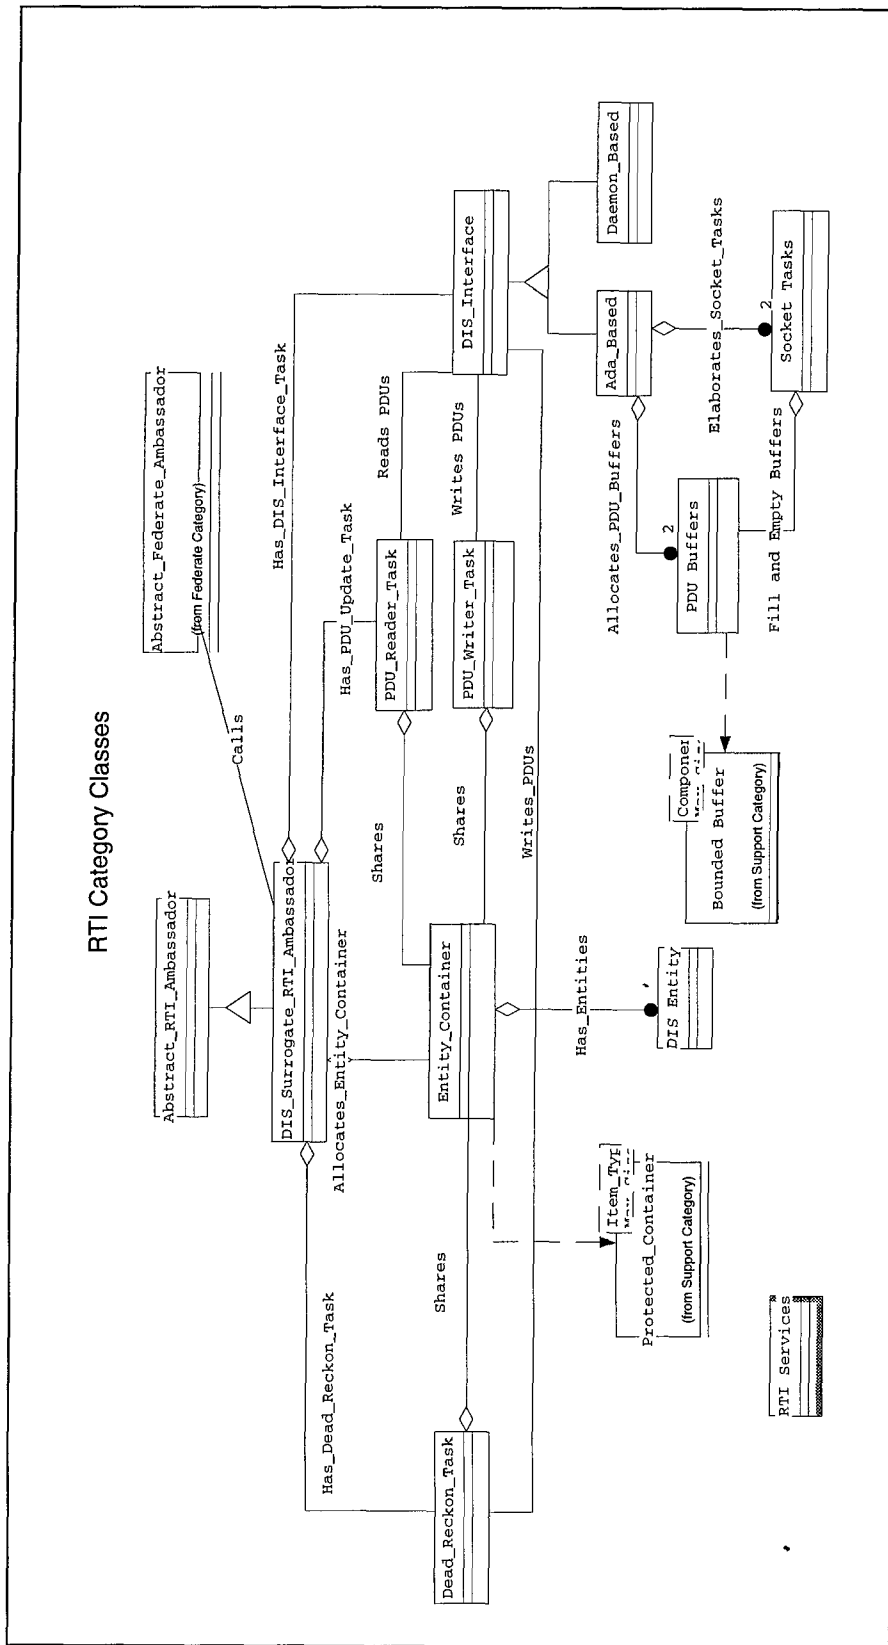 RTI Category Classes
Abstract_RTI_Ambassador
Abstract_Federate_Ambassador
(from Federate Category)
Calls
DIS_Surrogate_RTI_Ambassador
Has_DIS_Interface_Task
Has_Dead_Reckon_Task
Allocates_Entity_Container
Has_PDU_Update_Task
Shares
PDU_Reader_Task
Reads PDUs
Dead_Reckon_Task
Shares
Entity_Container
Shares
PDU_Writer_Task
Writes PDUs
DIS_Interface
Writes_PDUs
Has_Entities
Item_Typ
Protected_Container
(from Support Category)
DIS Entity
Bounded Buffer
(from Support Category)
Allocates_PDU_Buffers
Ada_Based
Daemon_Based
2
PDU Buffers
Elaborates_Socket_Tasks
Fill and Empty Buffers
2
Socket Tasks
RTI Services